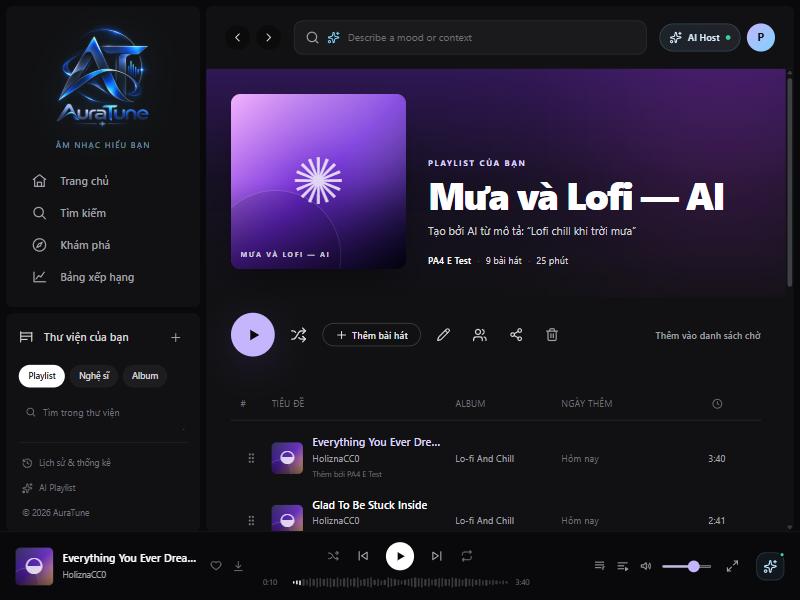 AT
AuraTune
ÂM NHẠC HIỂU BẠN
Trang chủ
Tìm kiếm
Khám phá
Bảng xếp hạng
Thư viện của bạn
Playlist
Nghệ sĩ
Album
Tìm trong thư viện
Lịch sử & thống kê
AI Playlist
© 2026 AuraTune
Describe a mood or context
AI Host
P
MƯA VÀ LOFI — AI
PLAYLIST CỦA BẠN
Mưa và Lofi — AI
Tạo bởi AI từ mô tả: “Lofi chill khi trời mưa”
PA4 E Test · 9 bài hát · 25 phút
Thêm bài hát
Thêm vào danh sách chờ
# TIÊU ĐỀ ALBUM NGÀY THÊM
Everything You Ever Dre...
HoliznaCC0 Lo-fi And Chill Hôm nay 3:40
Thêm bởi PA4 E Test
Glad To Be Stuck Inside
HoliznaCC0 Lo-fi And Chill Hôm nay 2:41
Everything You Ever Drea...
HoliznaCC0
0:10
3:40